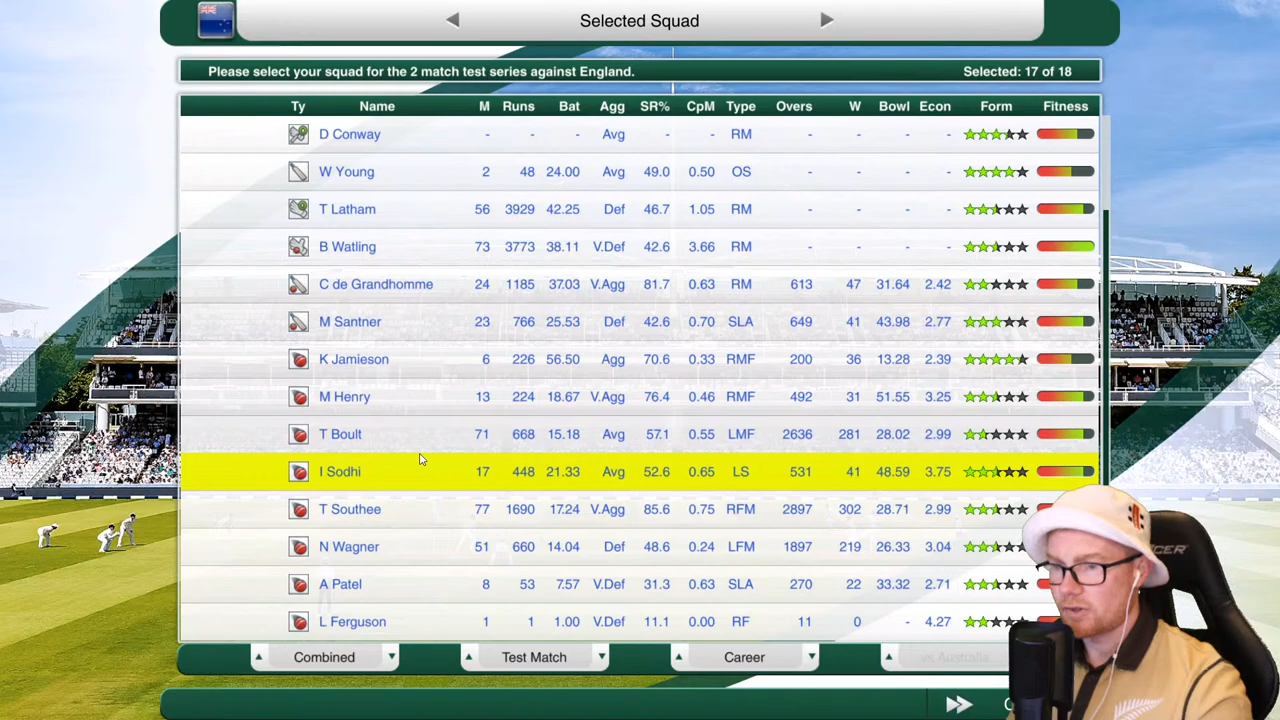 Selected Squad
Please select your squad for the 2 match test series against England. Selected: 17 of 18
Ty Name M Runs Bat Agg SR% CpM Type Overs W Bowl Econ Form Fitness
D Conway - - - Avg - - RM - - - -
W Young 2 48 24.00 Avg 49.0 0.50 OS - - - -
T Latham 56 3929 42.25 Def 46.7 1.05 RM - - - -
B Watling 73 3773 38.11 V.Def 42.6 3.66 RM - - - -
C de Grandhomme 24 1185 37.03 V.Agg 81.7 0.63 RM 613 47 31.64 2.42
M Santner 23 766 25.53 Def 42.6 0.70 SLA 649 41 43.98 2.77
K Jamieson 6 226 56.50 Agg 70.6 0.33 RMF 200 36 13.28 2.39
M Henry 13 224 18.67 V.Agg 76.4 0.46 RMF 492 31 51.55 3.25
T Boult 71 668 15.18 Avg 57.1 0.55 LMF 2636 281 28.02 2.99
I Sodhi 17 448 21.33 Avg 52.6 0.65 LS 531 41 48.59 3.75
T Southee 77 1690 17.24 V.Agg 85.6 0.75 RFM 2897 302 28.71 2.99
N Wagner 51 660 14.04 Def 48.6 0.24 LFM 1897 219 26.33 3.04
A Patel 8 53 7.57 V.Def 31.3 0.63 SLA 270 22 33.32 2.71
L Ferguson 1 1 1.00 V.Def 11.1 0.00 RF 11 0 - 4.27
Combined Test Match Career vs Australia